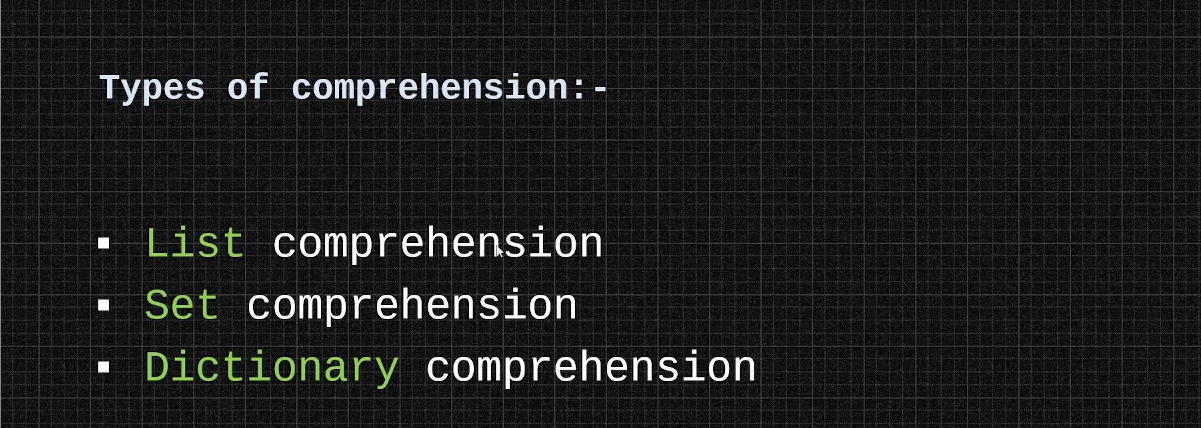 Types of comprehension:-
▪ List comprehension
▪ Set comprehension
▪ Dictionary comprehension